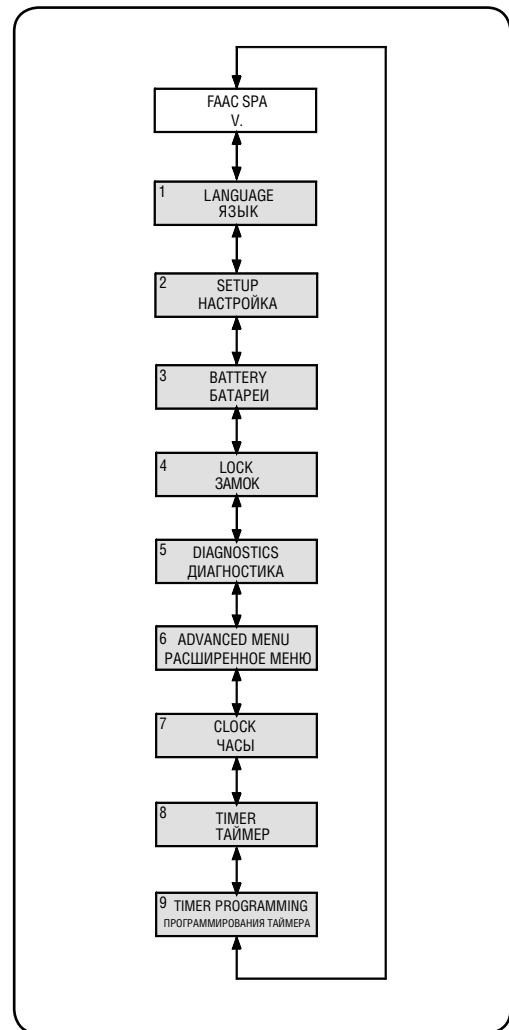 FAAC SPA
V.
1 LANGUAGE
ЯЗЫК
2 SETUP
НАСТРОЙКА
3 BATTERY
БАТАРЕИ
4 LOCK
ЗАМОК
5 DIAGNOSTICS
ДИАГНОСТИКА
6 ADVANCED MENU
РАСШИРЕННОЕ МЕНЮ
7 CLOCK
ЧАСЫ
8 TIMER
ТАЙМЕР
9 TIMER PROGRAMMING
ПРОГРАММИРОВАНИЯ ТАЙМЕРА